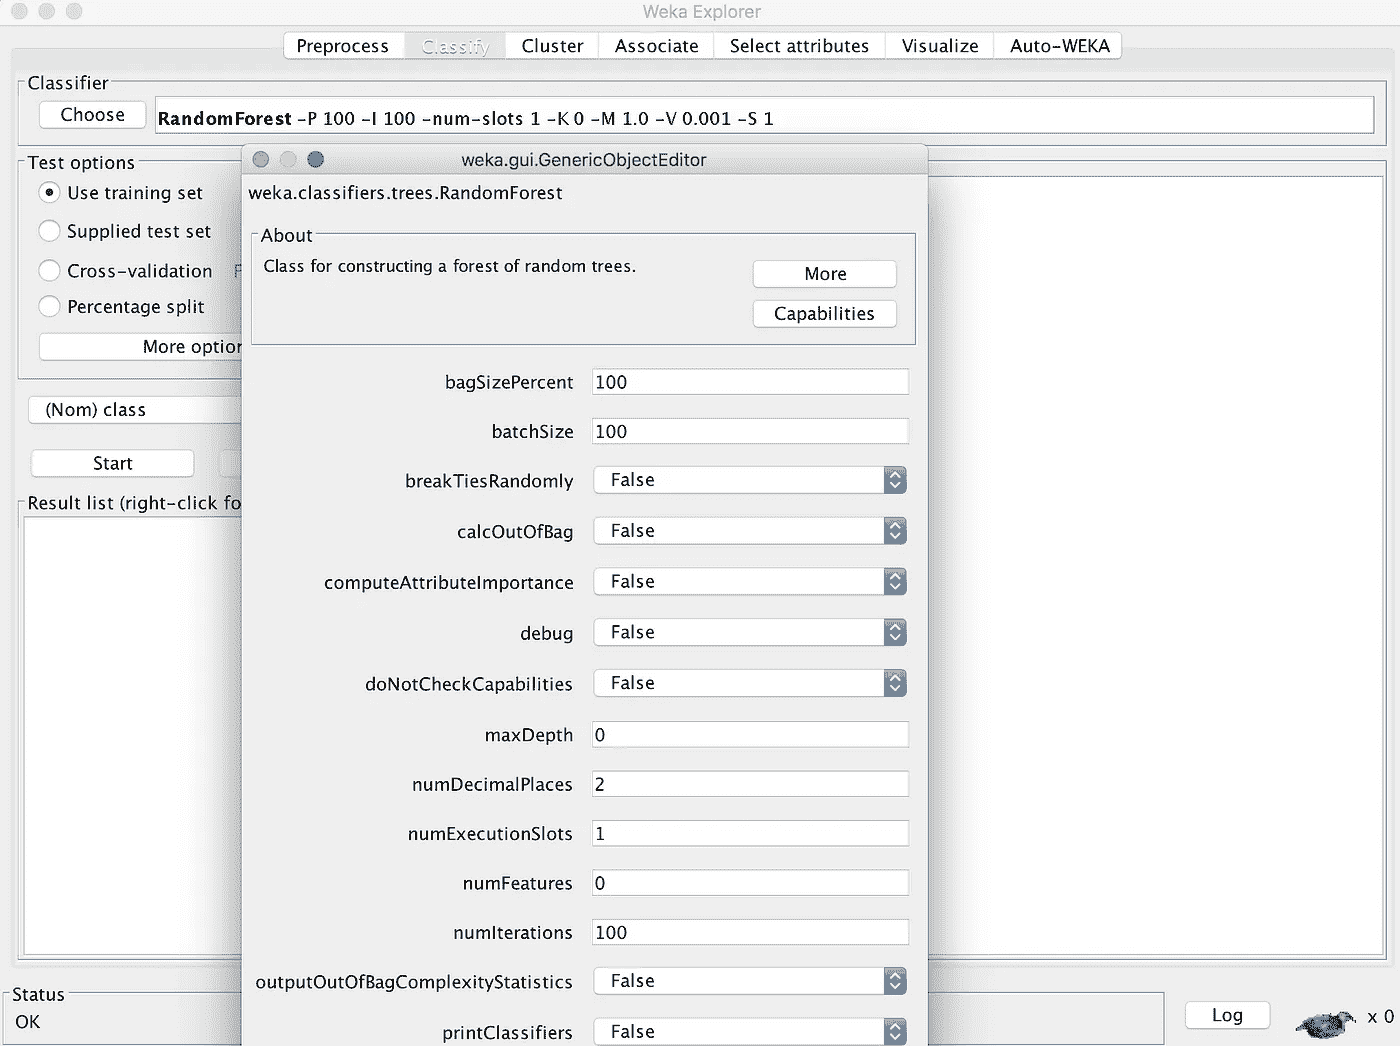 Weka Explorer
Preprocess Classify Cluster Associate Select attributes Visualize Auto-WEKA
Classifier
Choose RandomForest -P 100 -I 100 -num-slots 1 -K 0 -M 1.0 -V 0.001 -S 1
Test options
Use training set
Supplied test set
Cross-validation
Percentage split
More option
(Nom) class
Start
Result list (right-click fo
weka.gui.GenericObjectEditor
weka.classifiers.trees.RandomForest
About
Class for constructing a forest of random trees.
More
Capabilities
bagSizePercent 100
batchSize 100
breakTiesRandomly False
calcOutOfBag False
computeAttributeImportance False
debug False
doNotCheckCapabilities False
maxDepth 0
numDecimalPlaces 2
numExecutionSlots 1
numFeatures 0
numIterations 100
outputOutOfBagComplexityStatistics False
printClassifiers False
Status
OK
Log
x 0